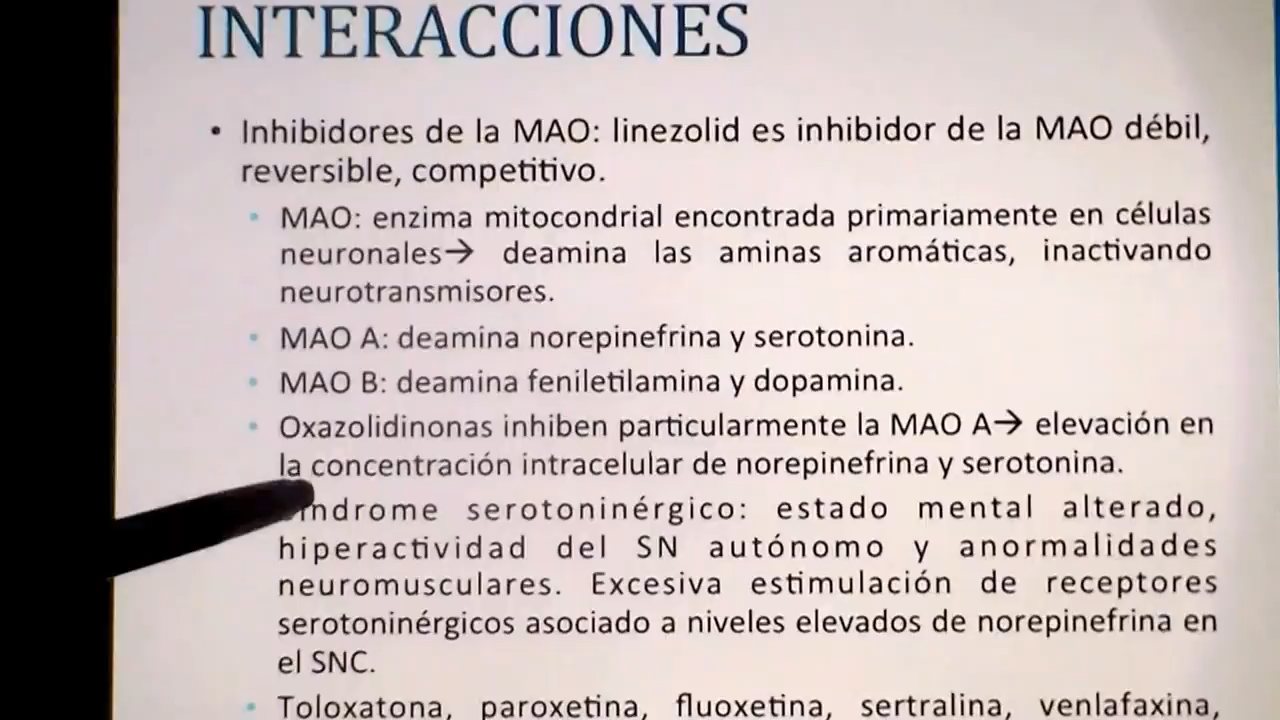 INTERACCIONES
• Inhibidores de la MAO: linezolid es inhibidor de la MAO débil,
reversible, competitivo.
• MAO: enzima mitocondrial encontrada primariamente en células
neuronales→ deamina las aminas aromáticas, inactivando
neurotransmisores.
• MAO A: deamina norepinefrina y serotonina.
• MAO B: deamina feniletilamina y dopamina.
• Oxazolidinonas inhiben particularmente la MAO A→ elevación en
la concentración intracelular de norepinefrina y serotonina.
serotoninérgico: estado mental alterado,
hiperactividad del SN autónomo y anormalidades
neuromusculares. Excesiva estimulación de receptores
serotoninérgicos asociado a niveles elevados de norepinefrina en
el SNC.
• Toloxatona, paroxetina, fluoxetina, sertralina, venlafaxina,